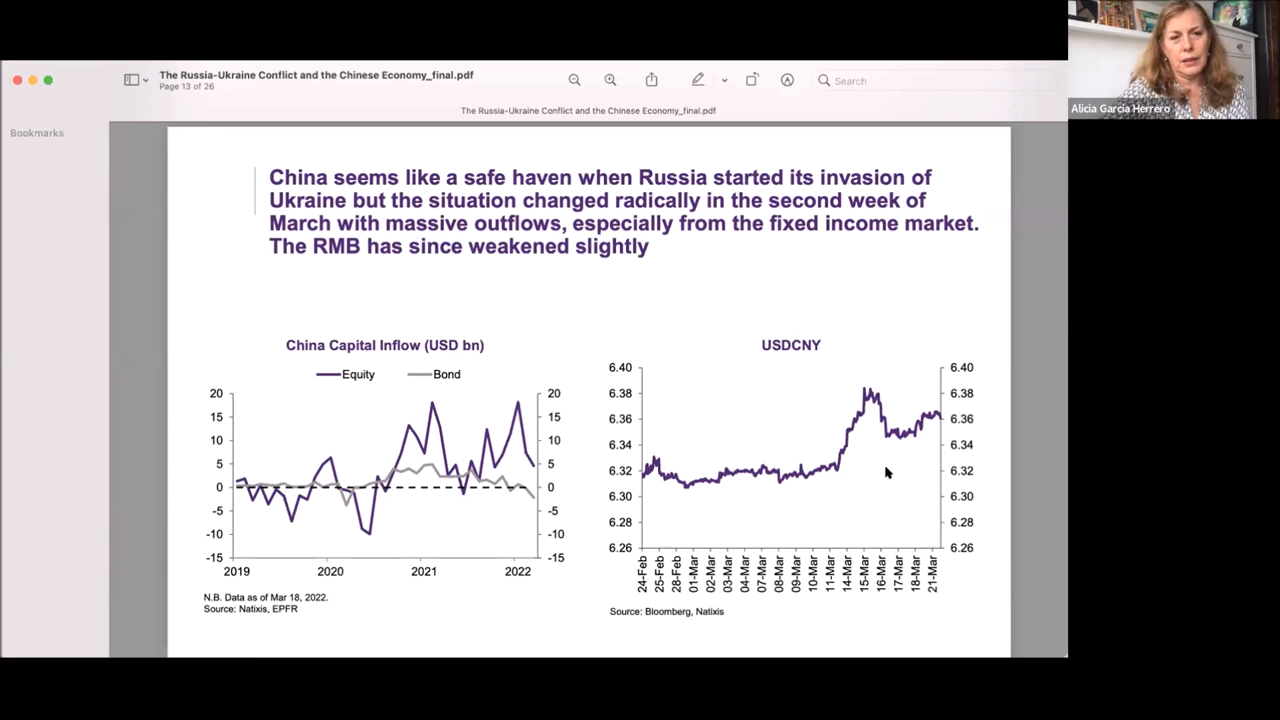 The Russia-Ukraine Conflict and the Chinese Economy_final.pdf
Page 13 of 26
Search
The Russia-Ukraine Conflict and the Chinese Economy_final.pdf
Bookmarks
Alicia Garcia Herrero
China seems like a safe haven when Russia started its invasion of
Ukraine but the situation changed radically in the second week of
March with massive outflows, especially from the fixed income market.
The RMB has since weakened slightly
China Capital Inflow (USD bn)
Equity Bond
20 20
15 15
10 10
5 5
0 0
-5 -5
-10 -10
-15 -15
2019 2020 2021 2022
N.B. Data as of Mar 18, 2022.
Source: Natixis, EPFR
USDCNY
6.40 6.40
6.38 6.38
6.36 6.36
6.34 6.34
6.32 6.32
6.30 6.30
6.28 6.28
6.26 6.26
24-Feb 25-Feb 28-Feb 01-Mar 02-Mar 03-Mar 04-Mar 07-Mar 08-Mar 09-Mar 10-Mar 11-Mar 14-Mar 15-Mar 16-Mar 17-Mar 18-Mar 21-Mar
Source: Bloomberg, Natixis